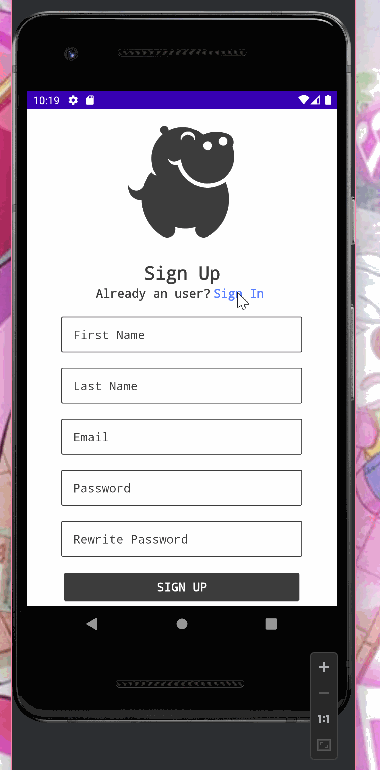 10:19
Sign Up
Already an user? Sign In
First Name
Last Name
Email
Password
Rewrite Password
SIGN UP
1:1